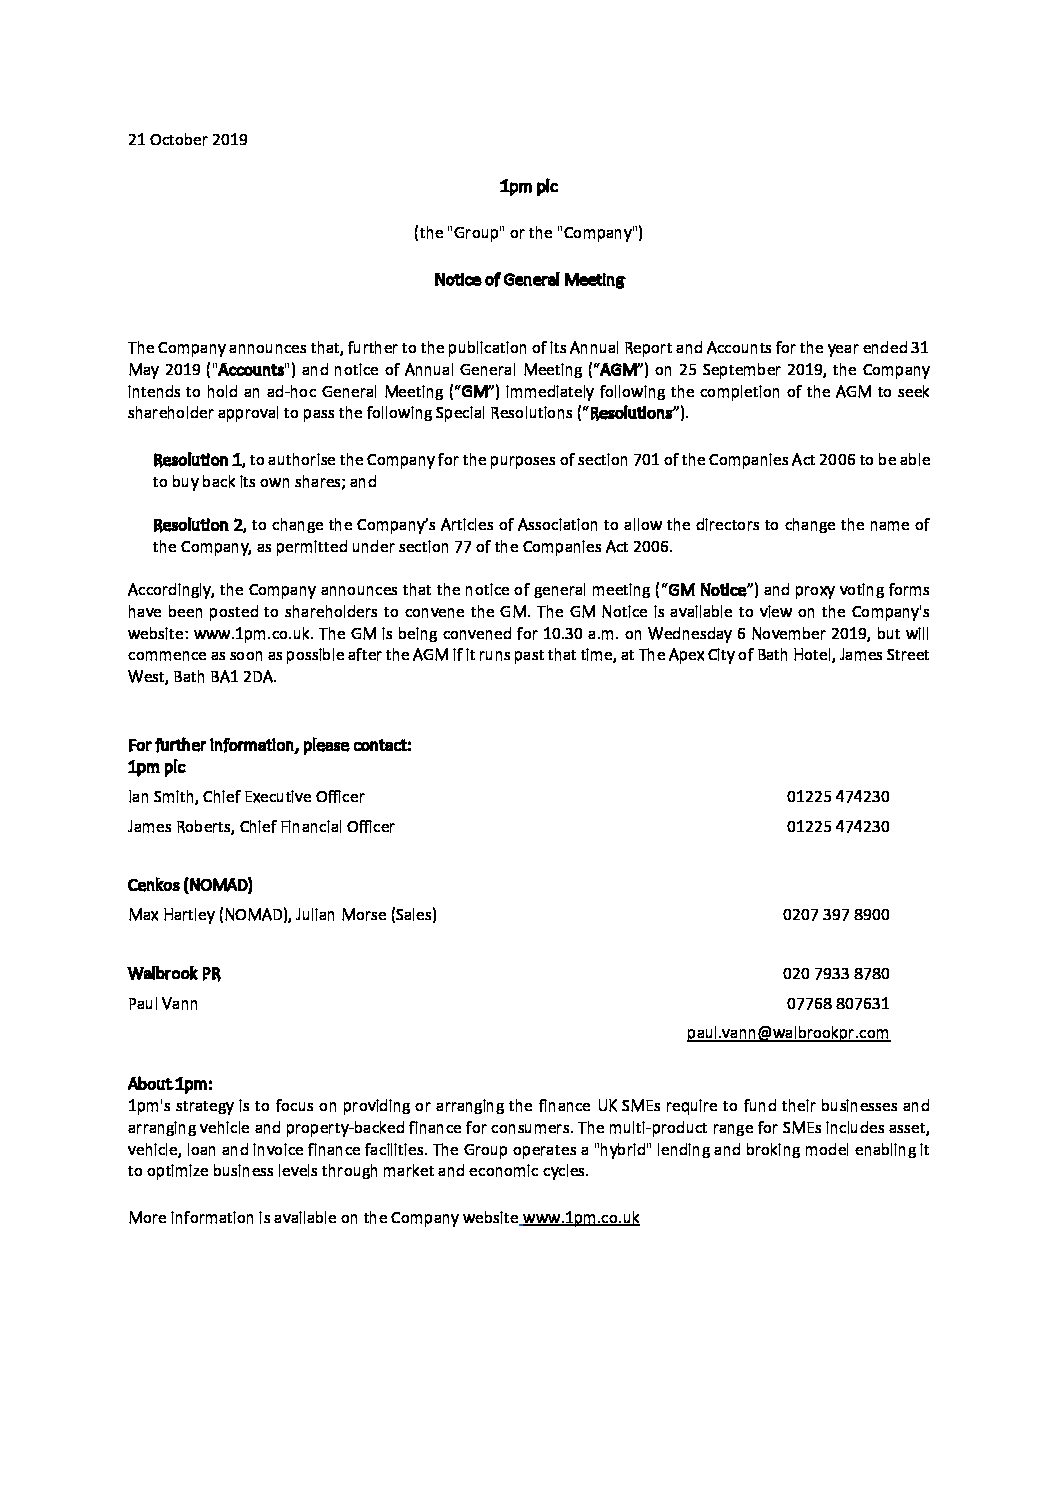 21 October 2019
1pm plc
(the "Group" or the "Company")
Notice of General Meeting
The Company announces that, further to the publication of its Annual Report and Accounts for the year ended 31
May 2019 ("Accounts") and notice of Annual General Meeting (“AGM”) on 25 September 2019, the Company
intends to hold an ad-hoc General Meeting (“GM”) immediately following the completion of the AGM to seek
shareholder approval to pass the following Special Resolutions (“Resolutions”).
Resolution 1, to authorise the Company for the purposes of section 701 of the Companies Act 2006 to be able
to buy back its own shares; and
Resolution 2, to change the Company’s Articles of Association to allow the directors to change the name of
the Company, as permitted under section 77 of the Companies Act 2006.
Accordingly, the Company announces that the notice of general meeting (“GM Notice”) and proxy voting forms
have been posted to shareholders to convene the GM. The GM Notice is available to view on the Company's
website: www.1pm.co.uk. The GM is being convened for 10.30 a.m. on Wednesday 6 November 2019, but will
commence as soon as possible after the AGM if it runs past that time, at The Apex City of Bath Hotel, James Street
West, Bath BA1 2DA.
For further information, please contact:
1pm plc
Ian Smith, Chief Executive Officer 01225 474230
James Roberts, Chief Financial Officer 01225 474230
Cenkos (NOMAD)
Max Hartley (NOMAD), Julian Morse (Sales) 0207 397 8900
Walbrook PR 020 7933 8780
Paul Vann 07768 807631
paul.vann@walbrookpr.com
About 1pm:
1pm's strategy is to focus on providing or arranging the finance UK SMEs require to fund their businesses and
arranging vehicle and property-backed finance for consumers. The multi-product range for SMEs includes asset,
vehicle, loan and invoice finance facilities. The Group operates a "hybrid" lending and broking model enabling it
to optimize business levels through market and economic cycles.
More information is available on the Company website www.1pm.co.uk